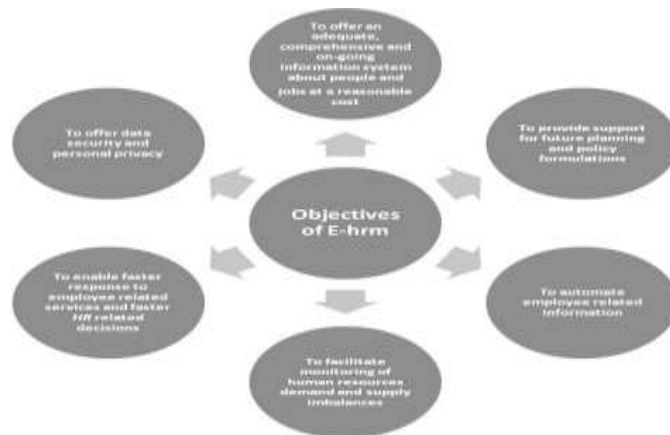 To offer an
adequate,
comprehensive and
on-going
information system
about people and
jobs at a reasonable
cost
To provide support
for future planning
and policy
formulations
To automate
employee related
information
To facilitate
monitoring of
human resources
demand and supply
imbalances
To enable faster
response to
employee related
services and faster
HR related
decisions
To offer data
security and
personal privacy
Objectives
of E-hrm